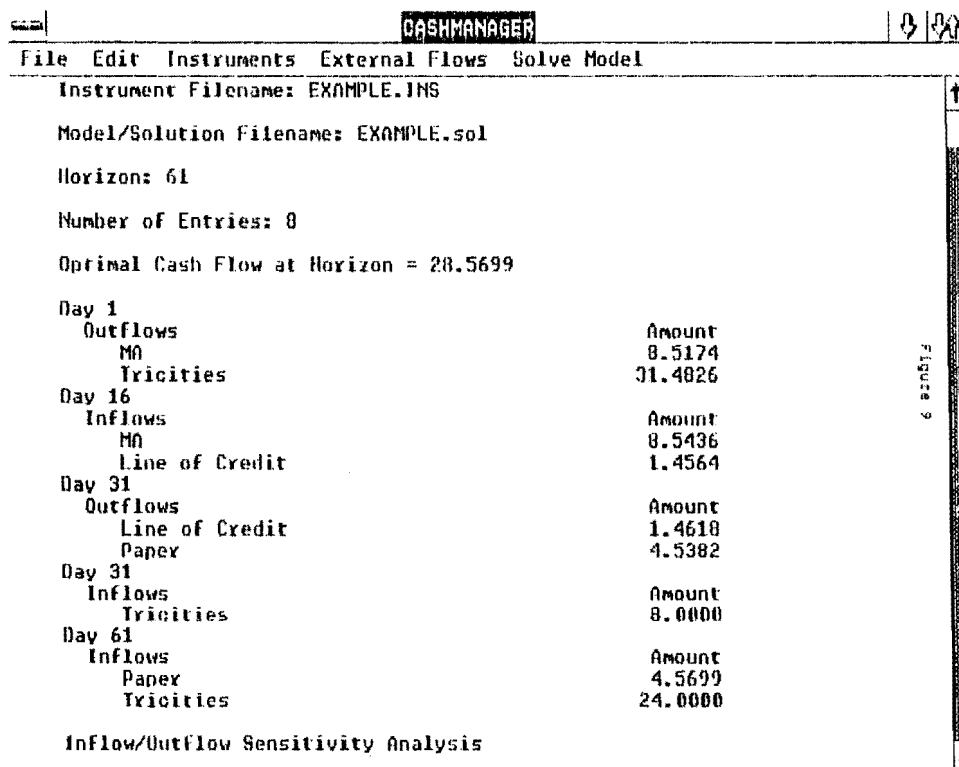 CASHMANAGER
File Edit Instruments External Flows Solve Model
Instrument Filename: EXAMPLE.INS
Model/Solution Filename: EXAMPLE.sol
Horizon: 61
Number of Entries: 8
Optimal Cash Flow at Horizon = 28.5699
Day 1
Outflows Amount
MA 8.5174
Tricities 31.4826
Day 16
Inflows Amount
MA 8.5436
Line of Credit 1.4564
Day 31
Outflows Amount
Line of Credit 1.4618
Paper 4.5382
Day 31
Inflows Amount
Tricities 8.0000
Day 61
Inflows Amount
Paper 4.5699
Tricities 24.0000
Inflow/Outflow Sensitivity Analysis
Figure 9